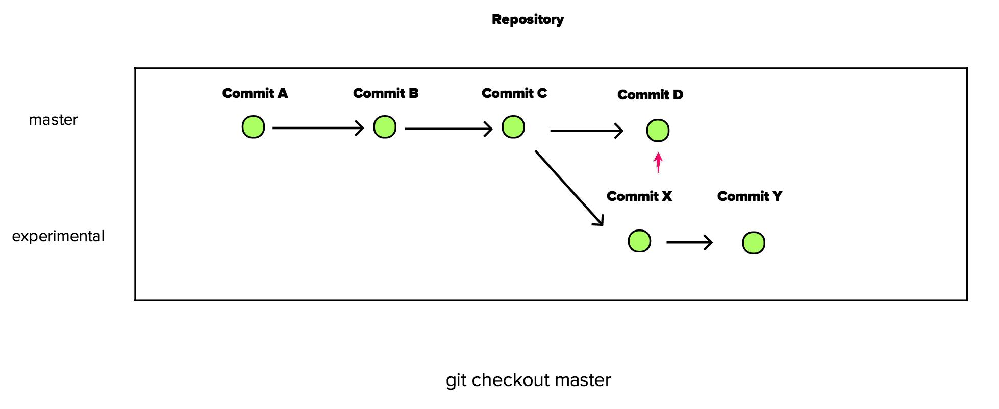 Repository
Commit A
Commit B
Commit C
Commit D
master
Commit X
Commit Y
experimental
git checkout master